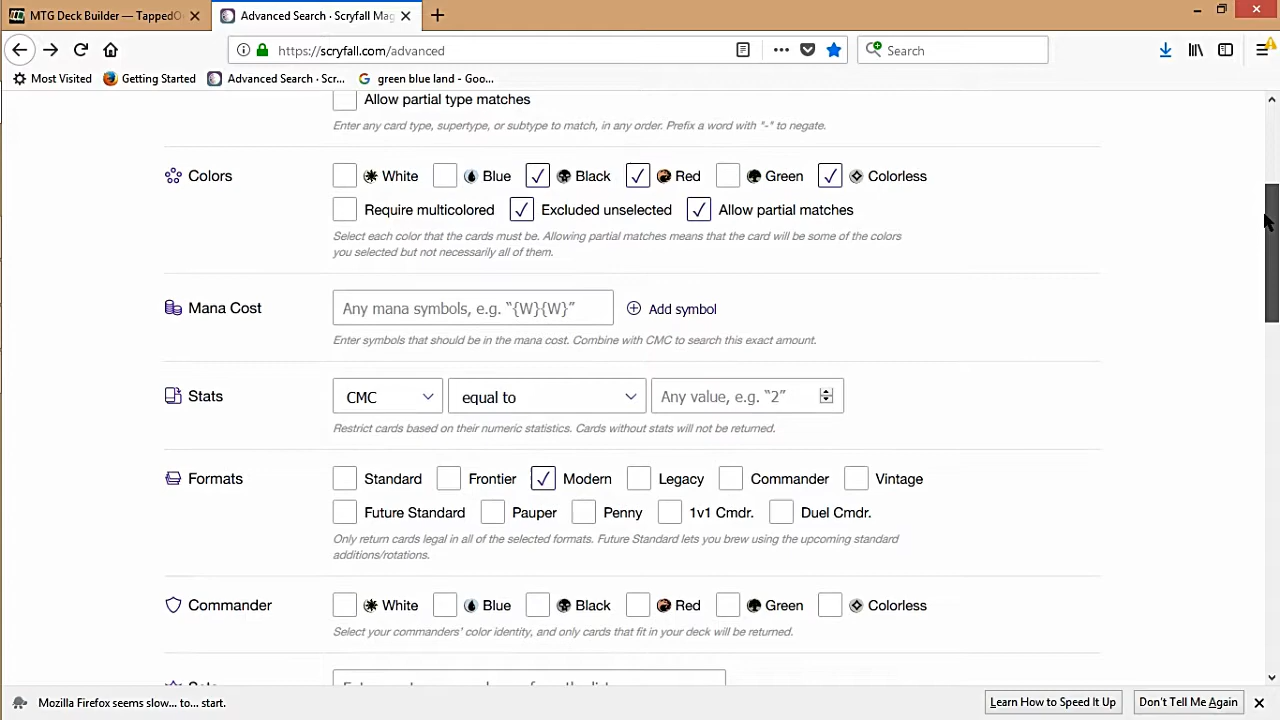 MTG Deck Builder — TappedO
Advanced Search · Scryfall Mag
https://scryfall.com/advanced
Search
Most Visited Getting Started Advanced Search · Scr... green blue land - Goo...
Allow partial type matches
Enter any card type, supertype, or subtype to match, in any order. Prefix a word with "-" to negate.
Colors White Blue Black Red Green Colorless
Require multicolored Excluded unselected Allow partial matches
Select each color that the cards must be. Allowing partial matches means that the card will be some of the colors
you selected but not necessarily all of them.
Mana Cost Any mana symbols, e.g. “{W}{W}” Add symbol
Enter symbols that should be in the mana cost. Combine with CMC to search this exact amount.
Stats CMC equal to Any value, e.g. “2”
Restrict cards based on their numeric statistics. Cards without stats will not be returned.
Formats Standard Frontier Modern Legacy Commander Vintage
Future Standard Pauper Penny 1v1 Cmdr. Duel Cmdr.
Only return cards legal in all of the selected formats. Future Standard lets you brew using the upcoming standard
additions/rotations.
Commander White Blue Black Red Green Colorless
Select your commanders' color identity, and only cards that fit in your deck will be returned.
Mozilla Firefox seems slow... to... start. Learn How to Speed It Up Don't Tell Me Again